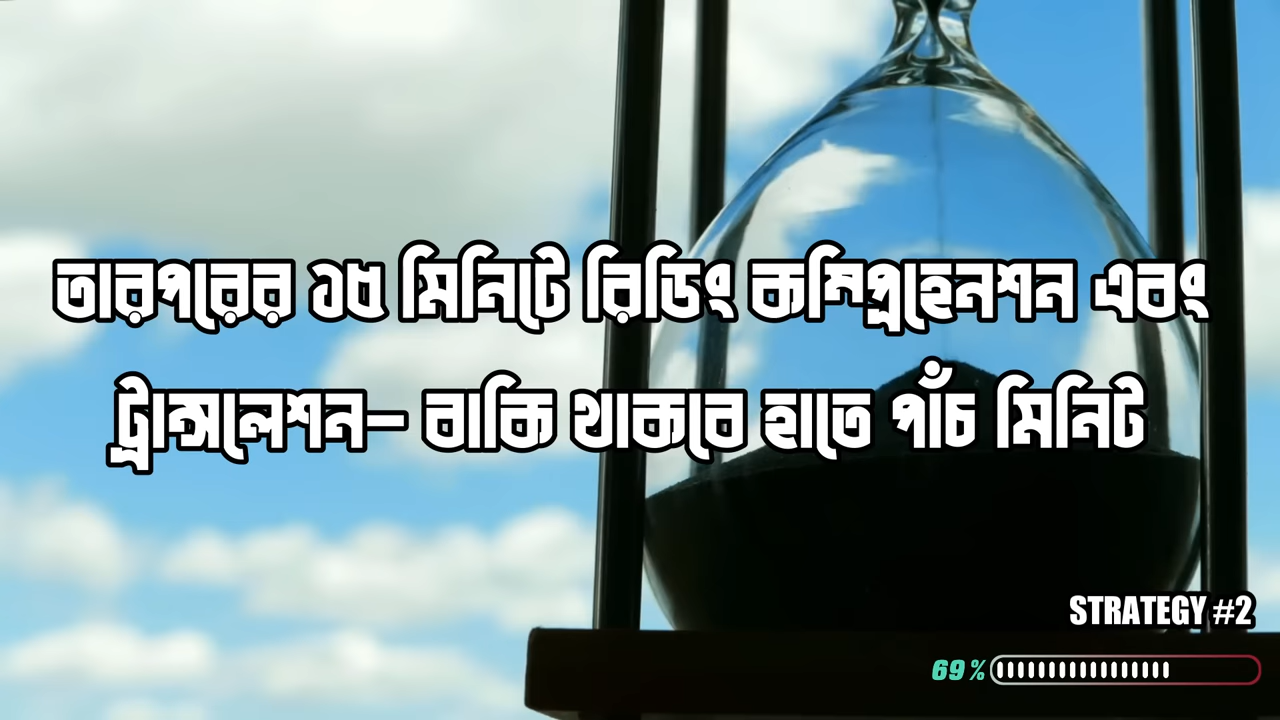 তারপরের ১৫ মিনিটে রিডিং কম্প্রিহেনশন এবং
ট্রান্সলেশন- বাকি থাকবে হাতে পাঁচ মিনিট
STRATEGY #2
69%